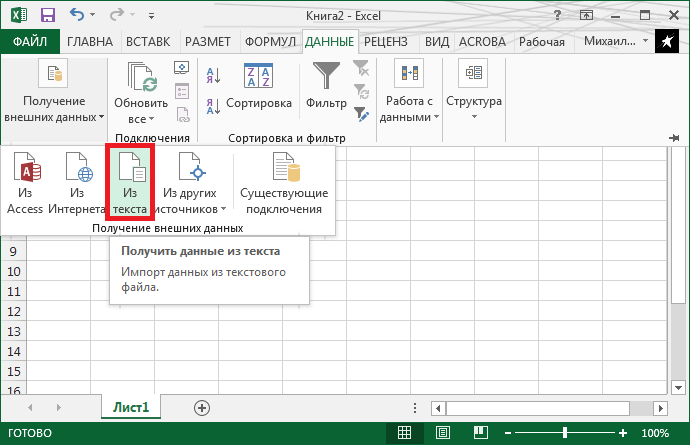 Книга2 - Excel
ФАЙЛ ГЛАВНА ВСТАВК РАЗМЕТ ФОРМУЛ ДАННЫЕ РЕЦЕНЗ ВИД ACROBA Рабочая Михаил...
Получение внешних данных
Обновить все
Подключения
Сортировка
Фильтр
Сортировка и фильтр
Работа с данными
Структура
Из Access
Из Интернета
Из текста
Из других источников
Существующие подключения
Получение внешних данных
Получить данные из текста
Импорт данных из текстового
файла.
9
10
11
12
13
14
15
16
Лист1
ГОТОВО
100%